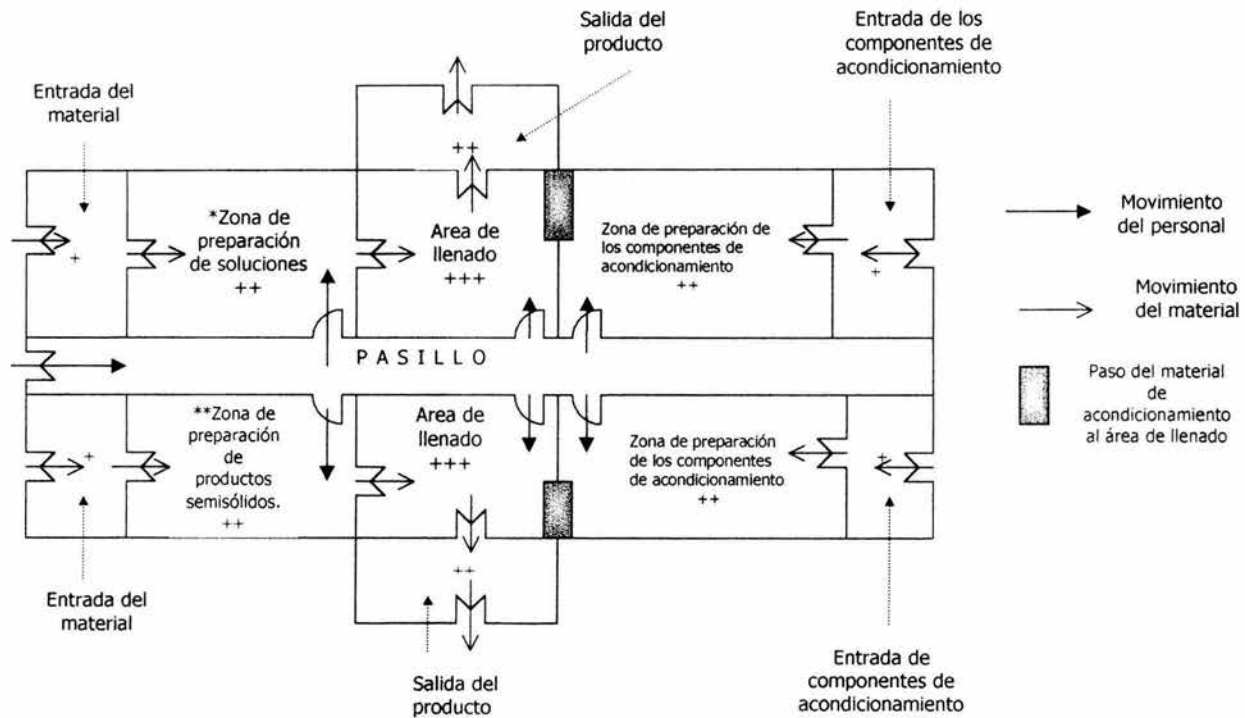 Salida del
producto
Entrada de los
componentes de
acondicionamiento
Entrada del
material
++
+
*Zona de
preparación
de soluciones
++
Area de
llenado
+++
Zona de preparación de
los componentes de
acondicionamiento
++
+
Movimiento
del personal
Movimiento
del material
Paso del material
de
acondicionamiento
al área de llenado
PASILLO
+
**Zona de
preparación
de
productos
semisólidos.
++
Area de
llenado
+++
Zona de preparación
de los componentes
de acondicionamiento
++
+
++
Entrada del
material
Salida del
producto
Entrada de
componentes de
acondicionamiento